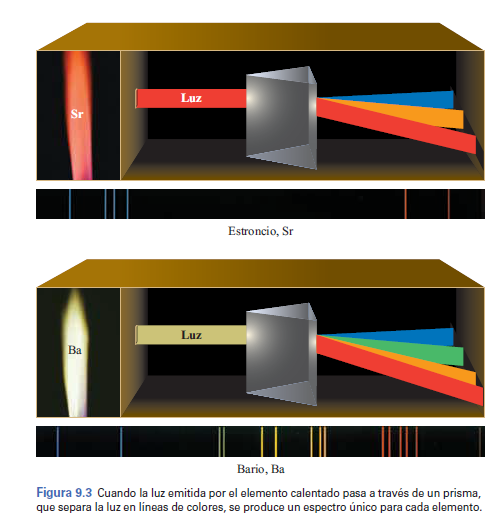 Sr
Luz
Estroncio, Sr
Ba
Luz
Bario, Ba
Figura 9.3 Cuando la luz emitida por el elemento calentado pasa a través de un prisma,
que separa la luz en líneas de colores, se produce un espectro único para cada elemento.